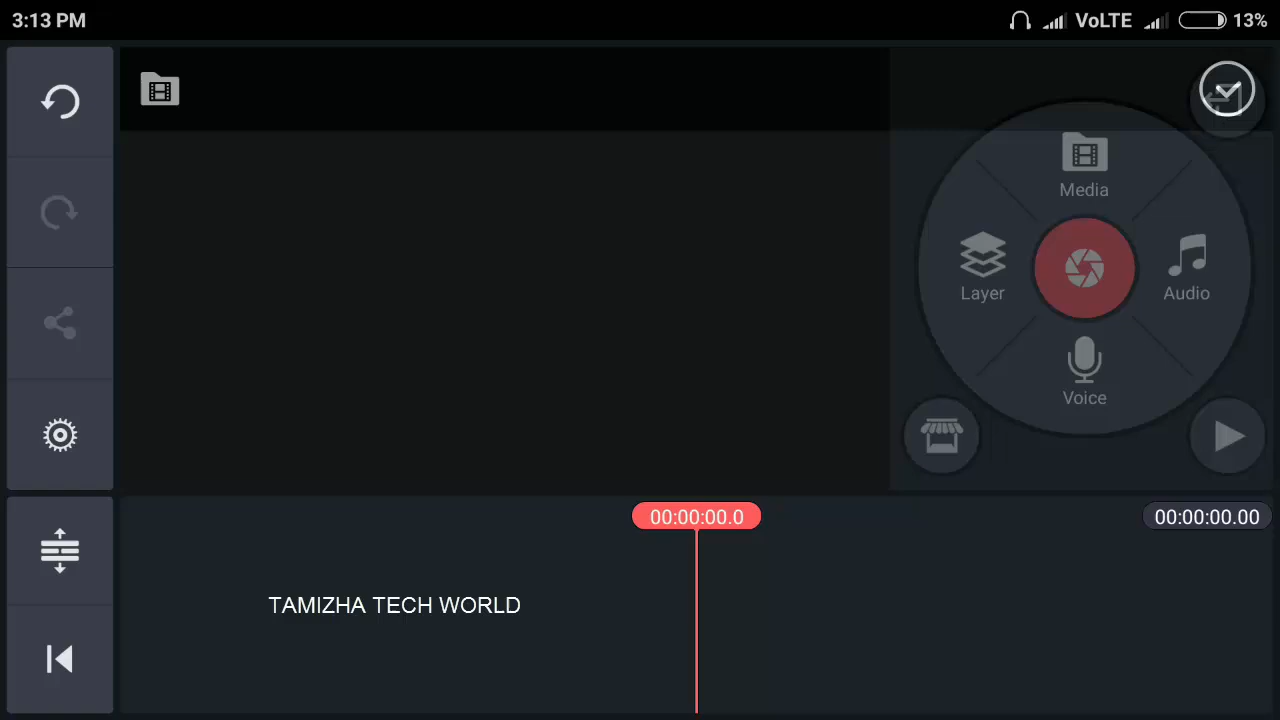 3:13 PM
VoLTE
13%
Media
Layer
Audio
Voice
00:00:00.0
00:00:00.00
TAMIZHA TECH WORLD